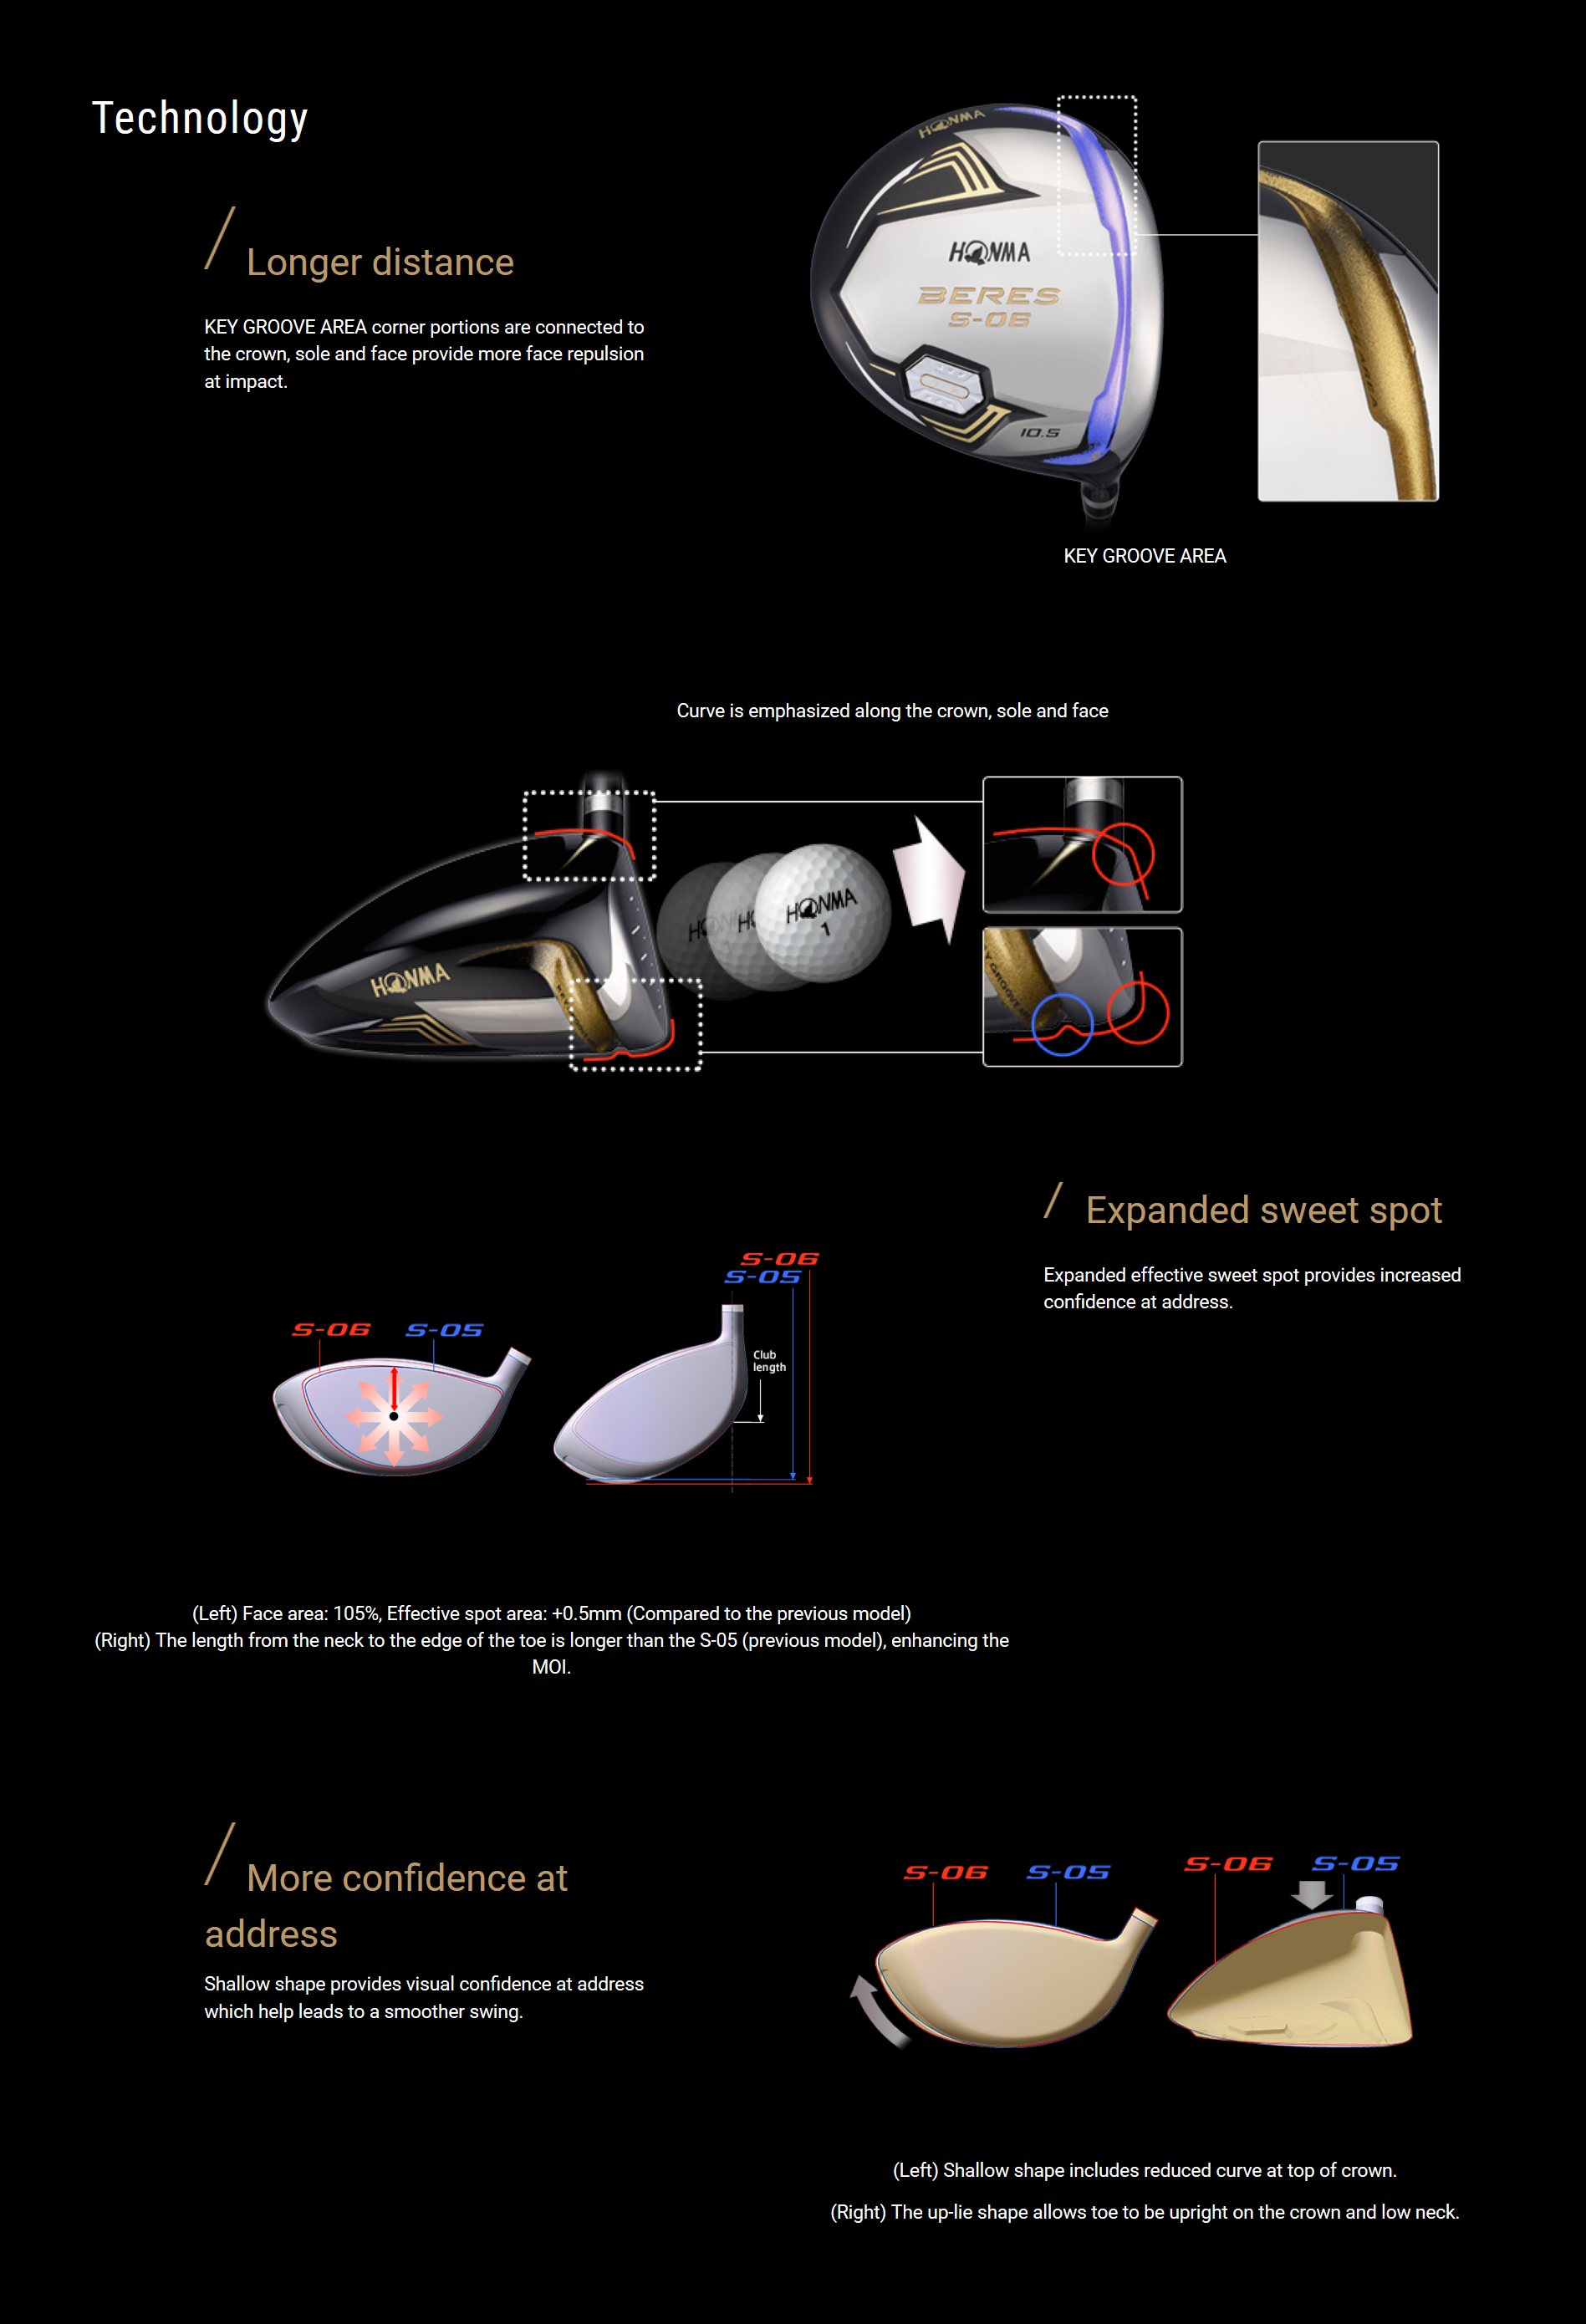 Technology
HONMA
HONMA
BERES
S-06
10.5
Longer distance
KEY GROOVE AREA corner portions are connected to
the crown, sole and face provide more face repulsion
at impact.
KEY GROOVE AREA
Curve is emphasized along the crown, sole and face
HONMA
HONMA
1
Expanded sweet spot
Expanded effective sweet spot provides increased
confidence at address.
S-06
S-05
S-06 S-05
Club
length
(Left) Face area: 105%, Effective spot area: +0.5mm (Compared to the previous model)
(Right) The length from the neck to the edge of the toe is longer than the S-05 (previous model), enhancing the
MOI.
More confidence at
address
Shallow shape provides visual confidence at address
which help leads to a smoother swing.
S-06 S-05
S-06 S-05
(Left) Shallow shape includes reduced curve at top of crown.
(Right) The up-lie shape allows toe to be upright on the crown and low neck.